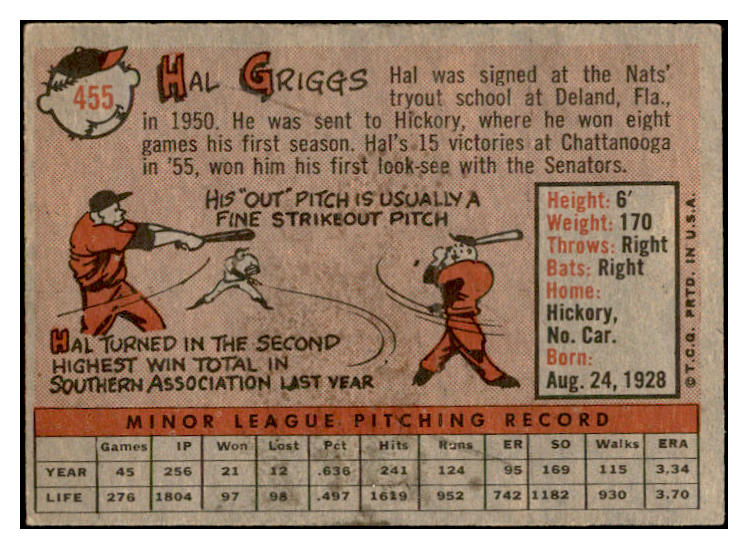 455
HAL GRIGGS
Hal was signed at the Nats'
tryout school at Deland, Fla.,
in 1950. He was sent to Hickory, where he won eight
games his first season. Hal's 15 victories at Chattanooga
in '55, won him his first look-see with the Senators.
HIS "OUT" PITCH IS USUALLY A
FINE STRIKEOUT PITCH
HAL TURNED IN THE SECOND
HIGHEST WIN TOTAL IN
SOUTHERN ASSOCIATION LAST YEAR
Height: 6'
Weight: 170
Throws: Right
Bats: Right
Home:
Hickory,
No. Car.
Born:
Aug. 24, 1928
© T.C.G. PRTD. IN U.S.A.
MINOR LEAGUE PITCHING RECORD
Games IP Won Lost Pct Hits Runs ER SO Walks ERA
YEAR 45 256 21 12 .636 241 124 95 169 115 3.34
LIFE 276 1804 97 98 .497 1619 952 742 1182 930 3.70